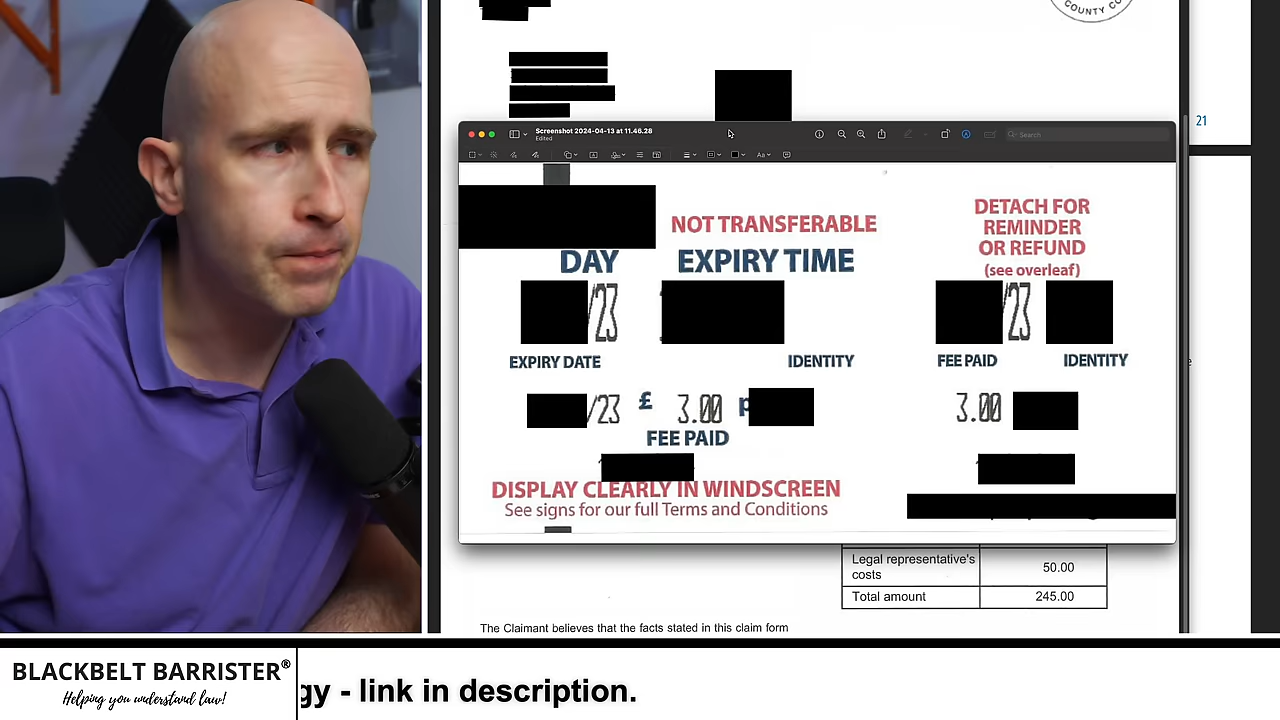 COUNTY CO
21
Screenshot 2024-04-13 at 11.46.28
Edited
Search
NOT TRANSFERABLE
DAY EXPIRY TIME
/23
EXPIRY DATE IDENTITY
/23 £ 3.00 p
FEE PAID
DISPLAY CLEARLY IN WINDSCREEN
See signs for our full Terms and Conditions
DETACH FOR
REMINDER
OR REFUND
(see overleaf)
/23
FEE PAID IDENTITY
3.00
Legal representative's
costs 50.00
Total amount 245.00
The Claimant believes that the facts stated in this claim form
BLACKBELT BARRISTER®
Helping you understand law!
gy - link in description.